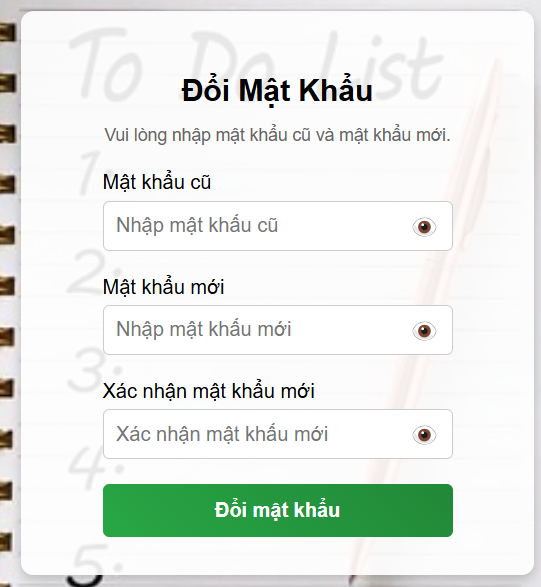 To Do List
Đổi Mật Khẩu
Vui lòng nhập mật khẩu cũ và mật khẩu mới.
1
Mật khẩu cũ
Nhập mật khẩu cũ
2.
Mật khẩu mới
Nhập mật khẩu mới
3.
Xác nhận mật khẩu mới
Xác nhận mật khẩu mới
4.
Đổi mật khẩu
5.